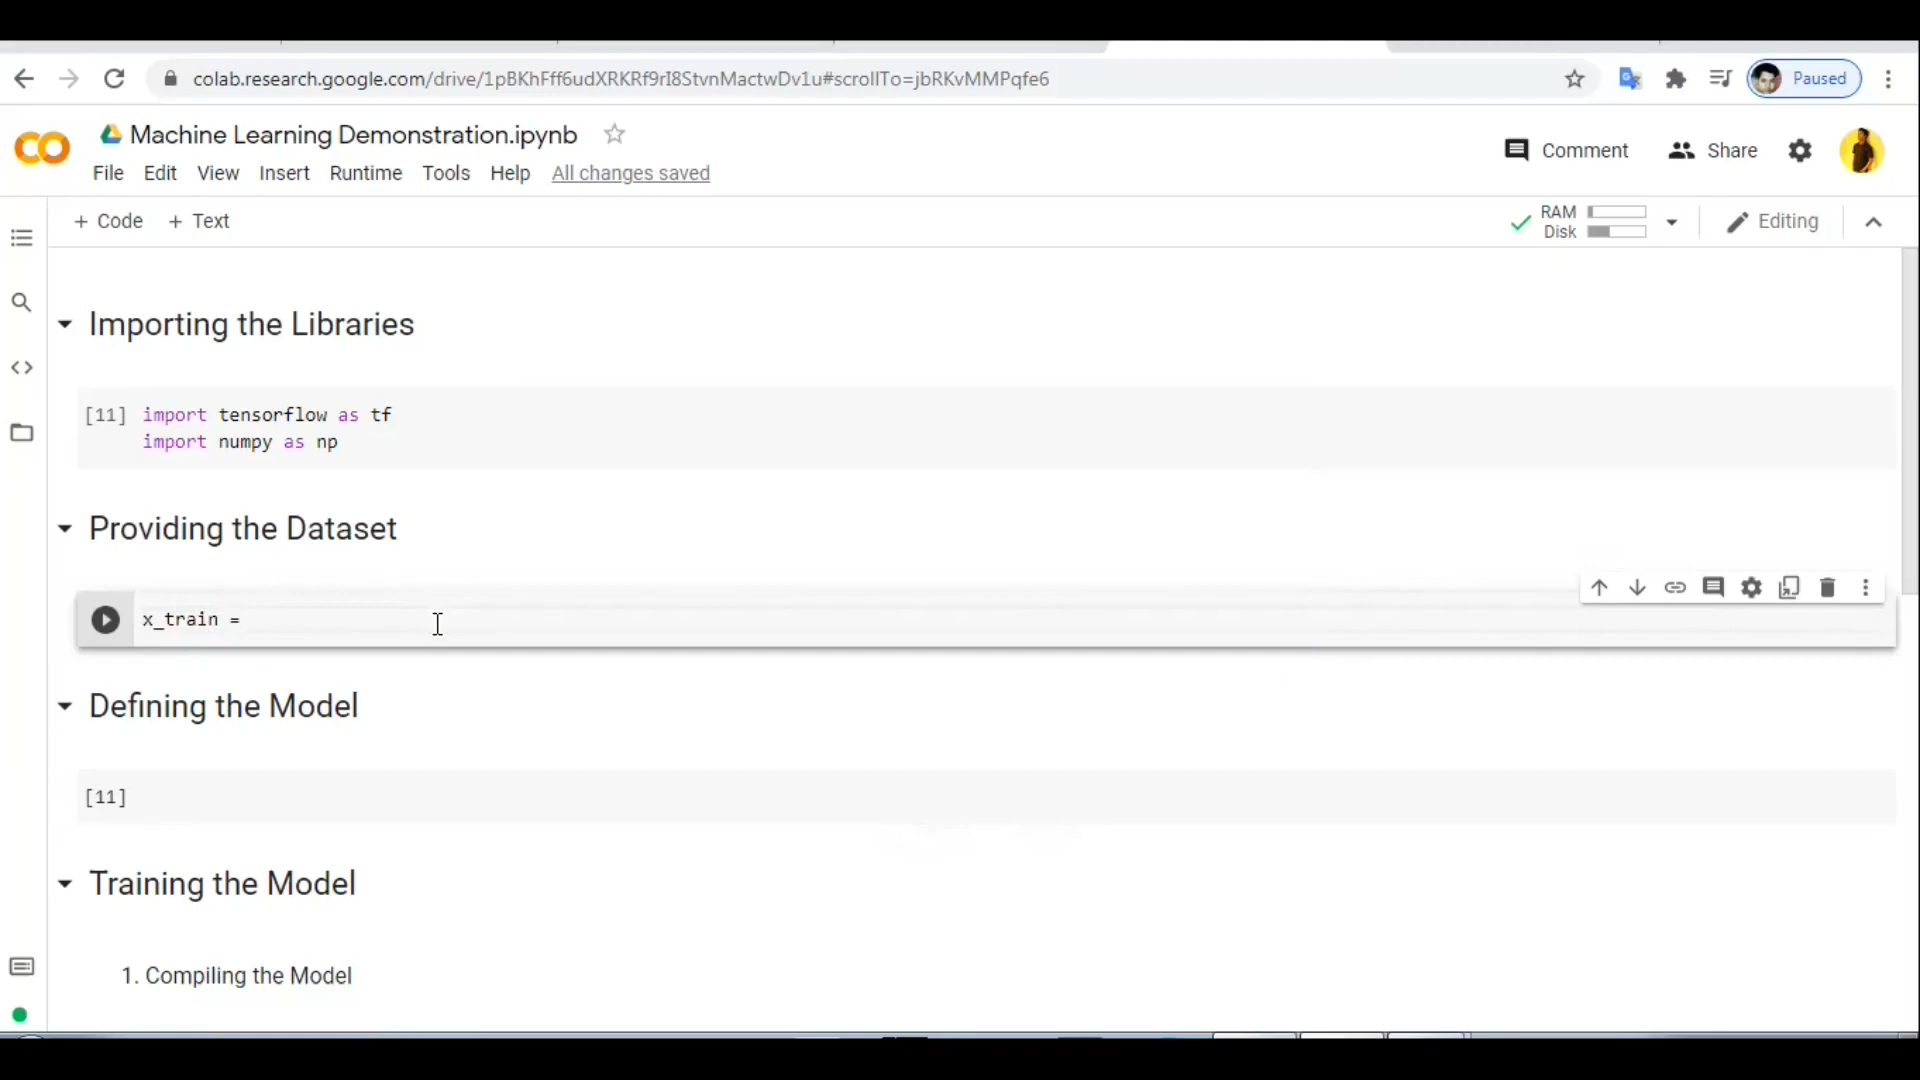 colab.research.google.com/drive/1pBKhFff6udXRKRf9rI8StvnMactwDv1u#scrollTo=jbRKvMMPqfe6
Paused
Machine Learning Demonstration.ipynb
Comment
Share
File Edit View Insert Runtime Tools Help All changes saved
+ Code + Text
RAM
Disk
Editing
Importing the Libraries
[11] import tensorflow as tf
import numpy as np
Providing the Dataset
x_train =
Defining the Model
[11]
Training the Model
1. Compiling the Model